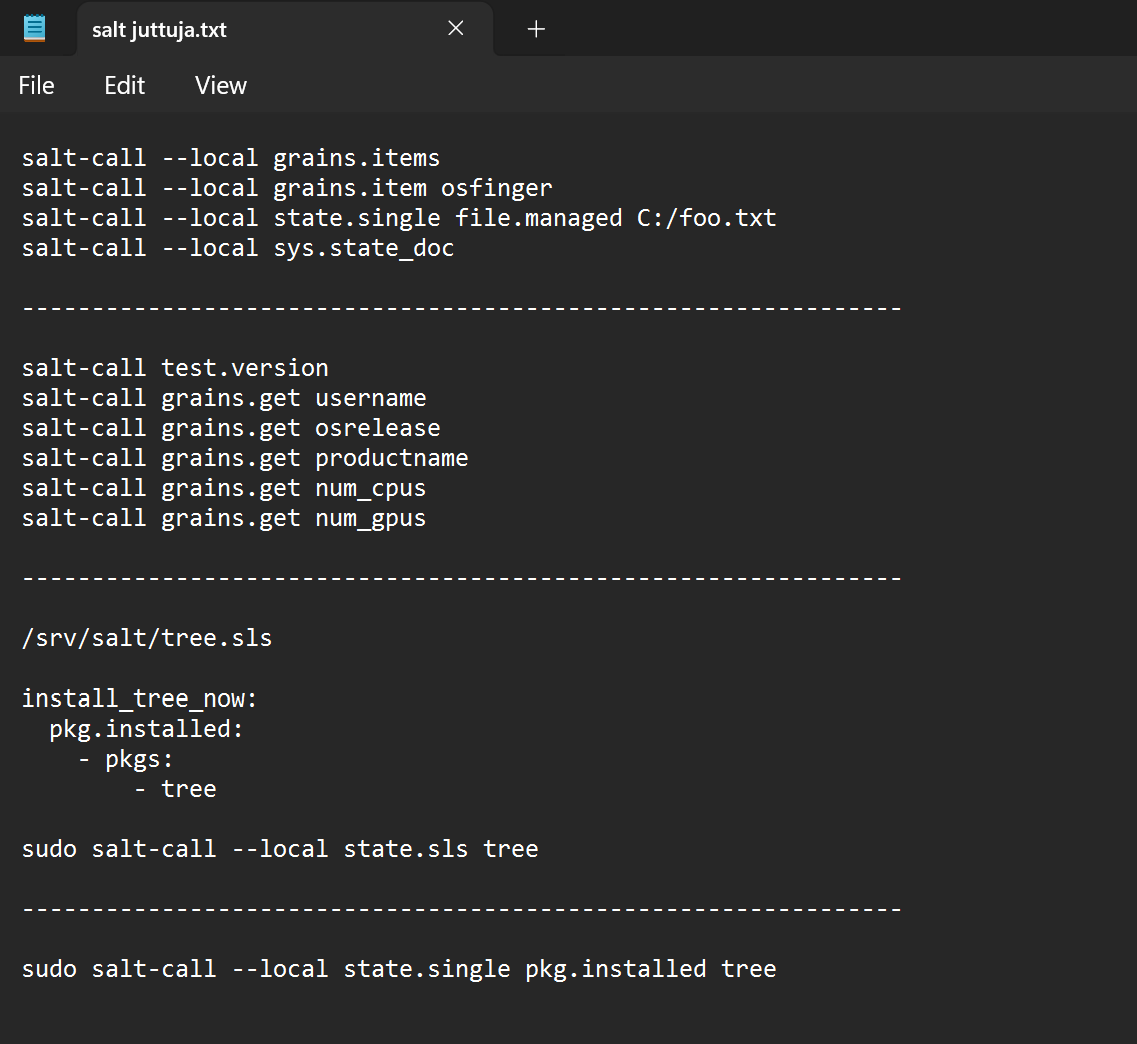 salt juttuja.txt
File Edit View
salt-call --local grains.items
salt-call --local grains.item osfinger
salt-call --local state.single file.managed C:/foo.txt
salt-call --local sys.state_doc
---------------------------------------------------------------
salt-call test.version
salt-call grains.get username
salt-call grains.get osrelease
salt-call grains.get productname
salt-call grains.get num_cpus
salt-call grains.get num_gpus
---------------------------------------------------------------
/srv/salt/tree.sls
install_tree_now:
  pkg.installed:
    - pkgs:
        - tree
sudo salt-call --local state.sls tree
---------------------------------------------------------------
sudo salt-call --local state.single pkg.installed tree